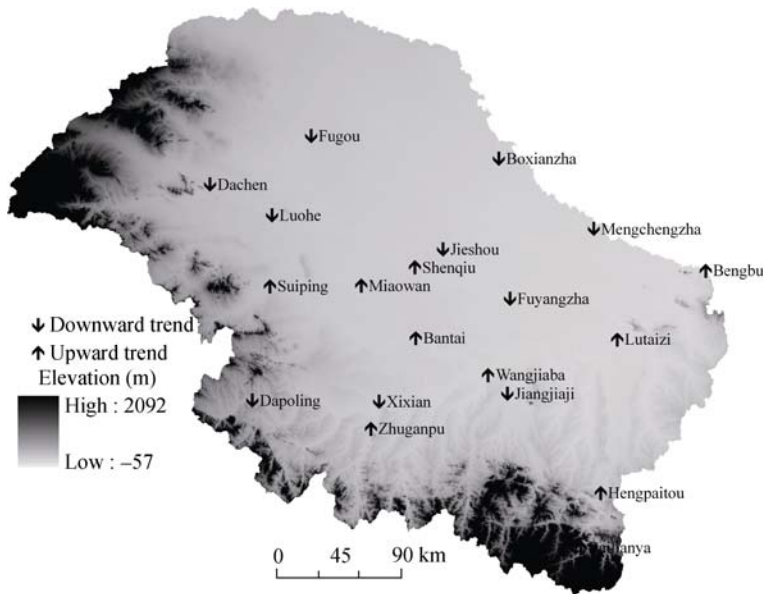 Fugou
Boxianzha
Dachen
Luohe
Mengchengzha
Jieshou
Shenqiu
Bengbu
Suiping
Miaowan
Fuyangzha
Bantai
Lutaizi
Wangjiaba
Jiangjiaji
Dapoling
Xixian
Zhuganpu
Hengpaitou
Downward trend
Upward trend
Elevation (m)
High : 2092
Low : –57
0 45 90 km